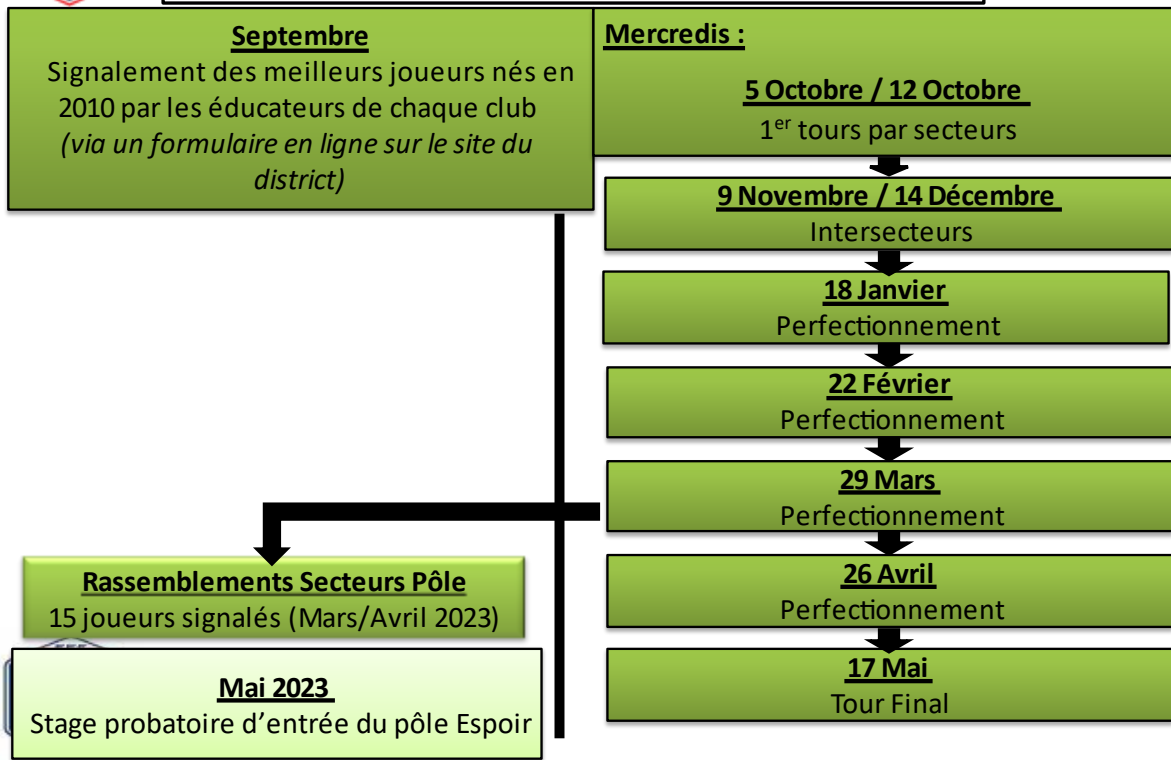 Septembre
Signalement des meilleurs joueurs nés en
2010 par les éducateurs de chaque club
(via un formulaire en ligne sur le site du
district)
Mercredis :
5 Octobre / 12 Octobre
1er tours par secteurs
9 Novembre / 14 Décembre
Intersecteurs
18 Janvier
Perfectionnement
22 Février
Perfectionnement
29 Mars
Perfectionnement
26 Avril
Perfectionnement
17 Mai
Tour Final
Rassemblements Secteurs Pôle
15 joueurs signalés (Mars/Avril 2023)
Mai 2023
Stage probatoire d’entrée du pôle Espoir